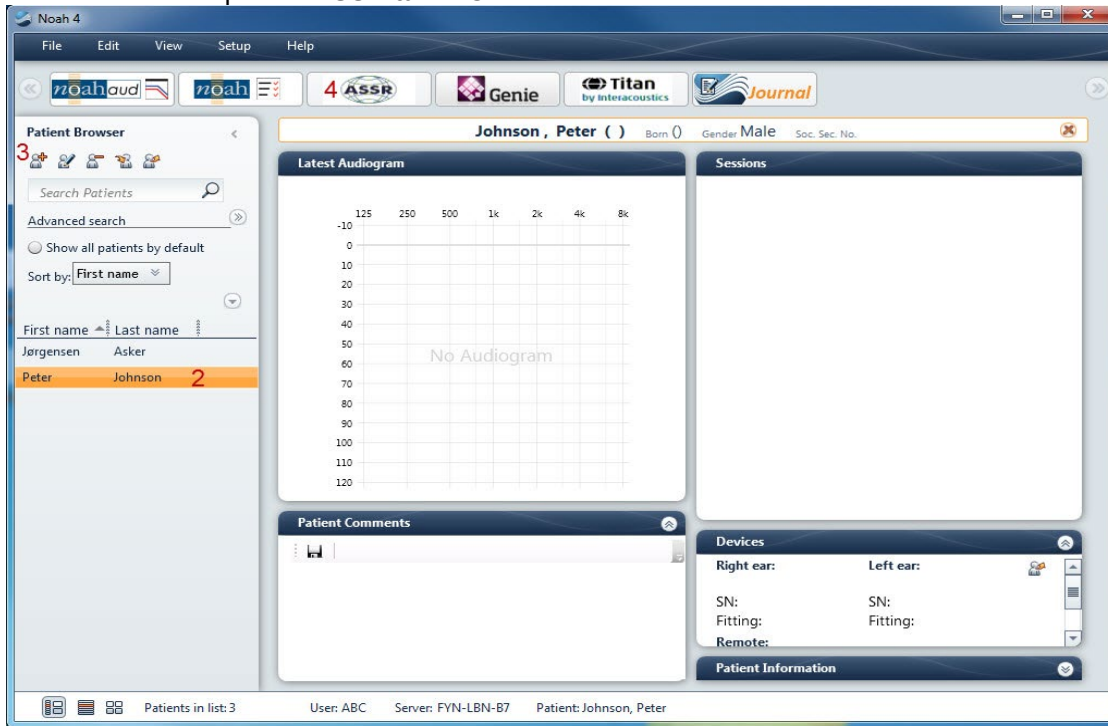 Noah 4
File Edit View Setup Help
nōahaud nōah 4 ASSR Genie Titan by Interacoustics Journal
Patient Browser
3
Search Patients
Advanced search
Show all patients by default
Sort by: First name
First name Last name
Jørgensen Asker
Peter Johnson 2
Johnson , Peter ( ) Born () Gender Male Soc. Sec. No.
Latest Audiogram
125 250 500 1k 2k 4k 8k
-10
0
10
20
30
40
50
No Audiogram
60
70
80
90
100
110
120
Patient Comments
Sessions
Devices
Right ear: Left ear:
SN: SN:
Fitting: Fitting:
Remote:
Patient Information
Patients in list: 3 User: ABC Server: FYN-LBN-B7 Patient: Johnson, Peter